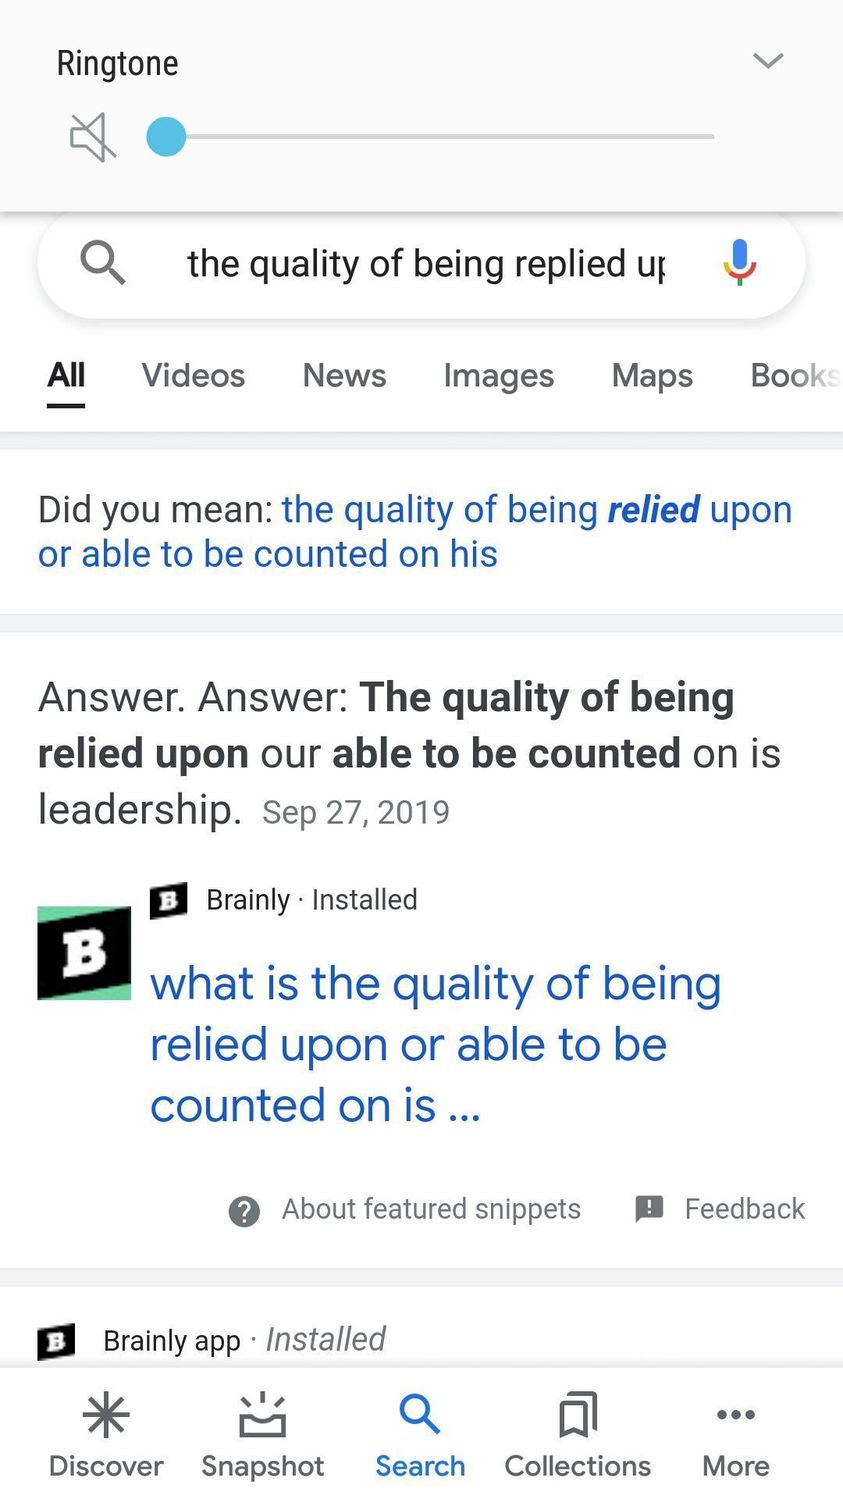 Ringtone
the quality of being replied up
All Videos News Images Maps Books
Did you mean: the quality of being relied upon
or able to be counted on his
Answer. Answer: The quality of being
relied upon our able to be counted on is
leadership. Sep 27, 2019
B Brainly · Installed
B
what is the quality of being
relied upon or able to be
counted on is ...
? About featured snippets ! Feedback
B Brainly app · Installed
Discover Snapshot Search Collections More